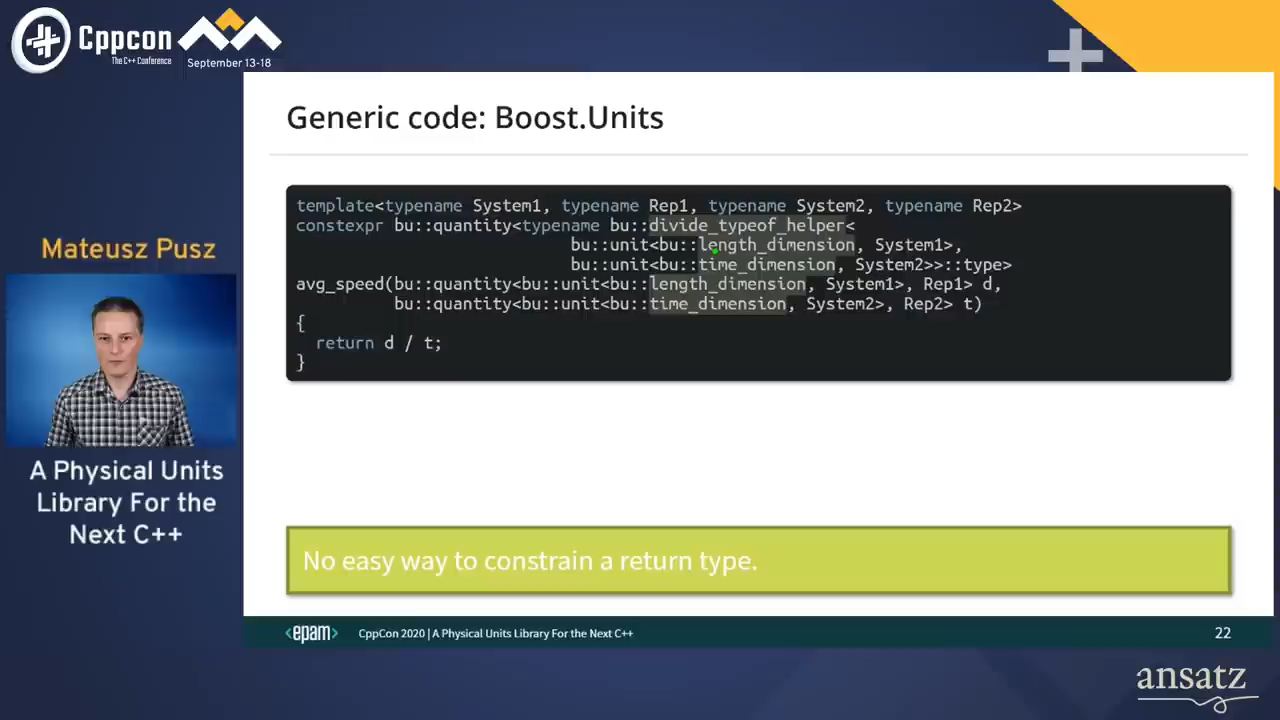 Cppcon
The C++ Conference
September 13-18
Mateusz Pusz
A Physical Units
Library For the
Next C++
Generic code: Boost.Units
template<typename System1, typename Rep1, typename System2, typename Rep2>
constexpr bu::quantity<typename bu::divide_typeof_helper<
bu::unit<bu::length_dimension, System1>,
bu::unit<bu::time_dimension, System2>>::type>
avg_speed(bu::quantity<bu::unit<bu::length_dimension, System1>, Rep1> d,
bu::quantity<bu::unit<bu::time_dimension, System2>, Rep2> t)
{
return d / t;
}
No easy way to constrain a return type.
<epam>
CppCon 2020 | A Physical Units Library For the Next C++
22
ansatz